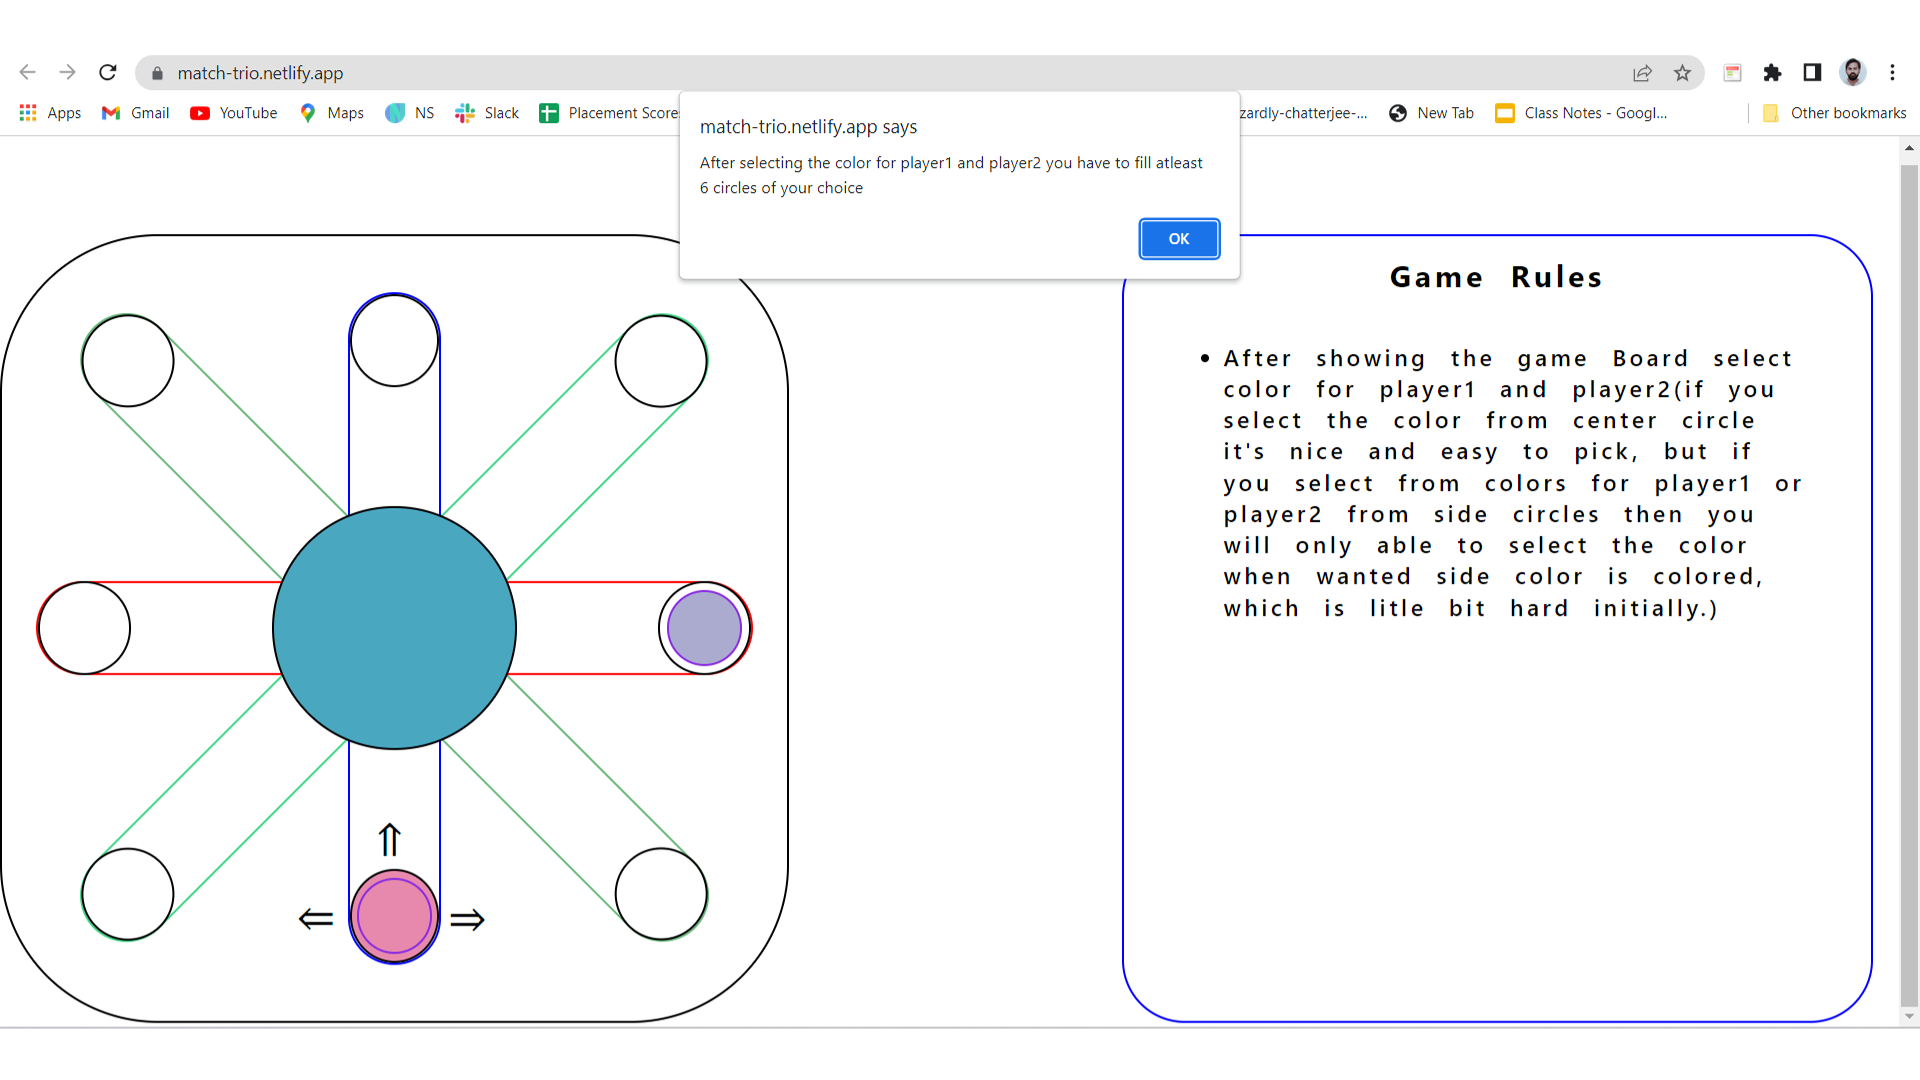 match-trio.netlify.app
Apps Gmail YouTube Maps NS Slack Placement Score zardly-chatterjee-... New Tab Class Notes - Googl... Other bookmarks
match-trio.netlify.app says
After selecting the color for player1 and player2 you have to fill atleast
6 circles of your choice
OK
Game Rules
• After showing the game Board select
color for player1 and player2(if you
select the color from center circle
it's nice and easy to pick, but if
you select from colors for player1 or
player2 from side circles then you
will only able to select the color
when wanted side color is colored,
which is litle bit hard initially.)
⇑
⇐ ⇒